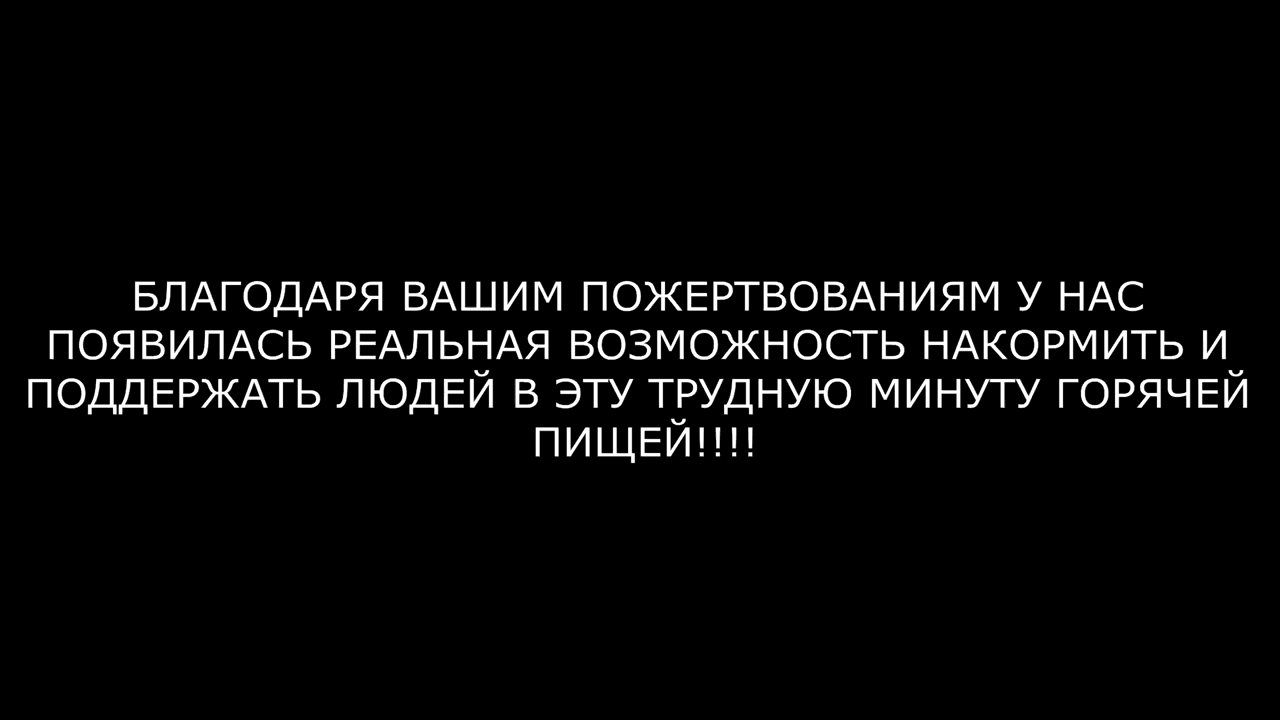 БЛАГОДАРЯ ВАШИМ ПОЖЕРТВОВАНИЯМ У НАС
ПОЯВИЛАСЬ РЕАЛЬНАЯ ВОЗМОЖНОСТЬ НАКОРМИТЬ И
ПОДДЕРЖАТЬ ЛЮДЕЙ В ЭТУ ТРУДНУЮ МИНУТУ ГОРЯЧЕЙ
ПИЩЕЙ!!!!